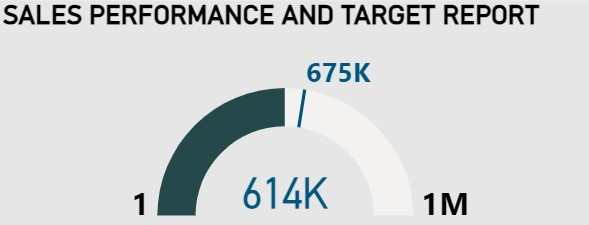 SALES PERFORMANCE AND TARGET REPORT
675K
614K
1
1M